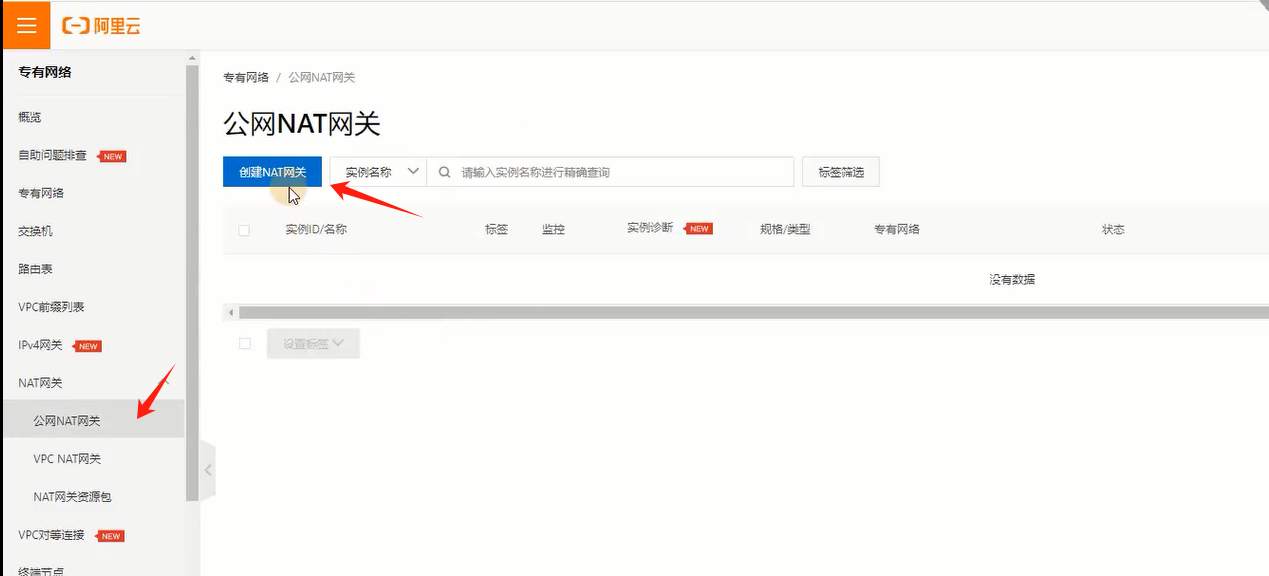 阿里云
专有网络
概览
自助问题排查 NEW
专有网络
交换机
路由表
VPC前缀列表
IPv4网关 NEW
NAT网关
公网NAT网关
VPC NAT网关
NAT网关资源包
VPC对等连接 NEW
终端节点
专有网络 / 公网NAT网关
公网NAT网关
创建NAT网关 实例名称 请输入实例名称进行精确查询 标签筛选
实例ID/名称 标签 监控 实例诊断 NEW 规格/类型 专有网络 状态
没有数据
设置标签